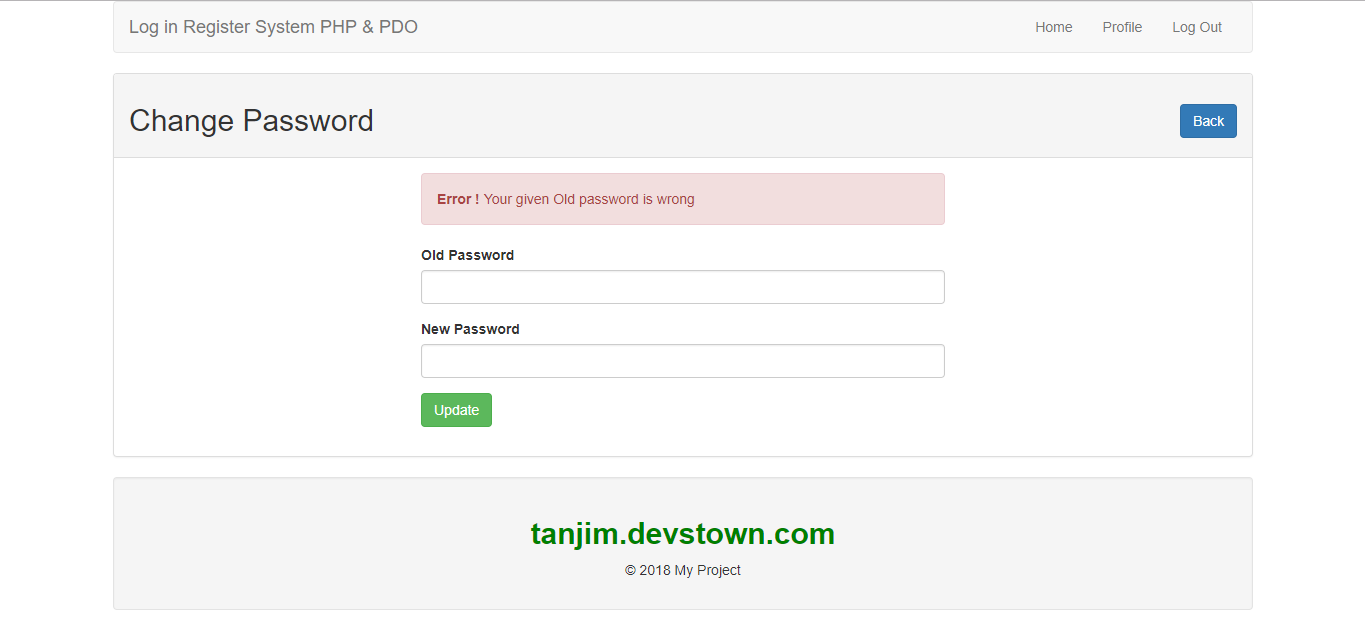 Log in Register System PHP & PDO
Home Profile Log Out
Change Password
Back
Error ! Your given Old password is wrong
Old Password
New Password
Update
tanjim.devstown.com
© 2018 My Project